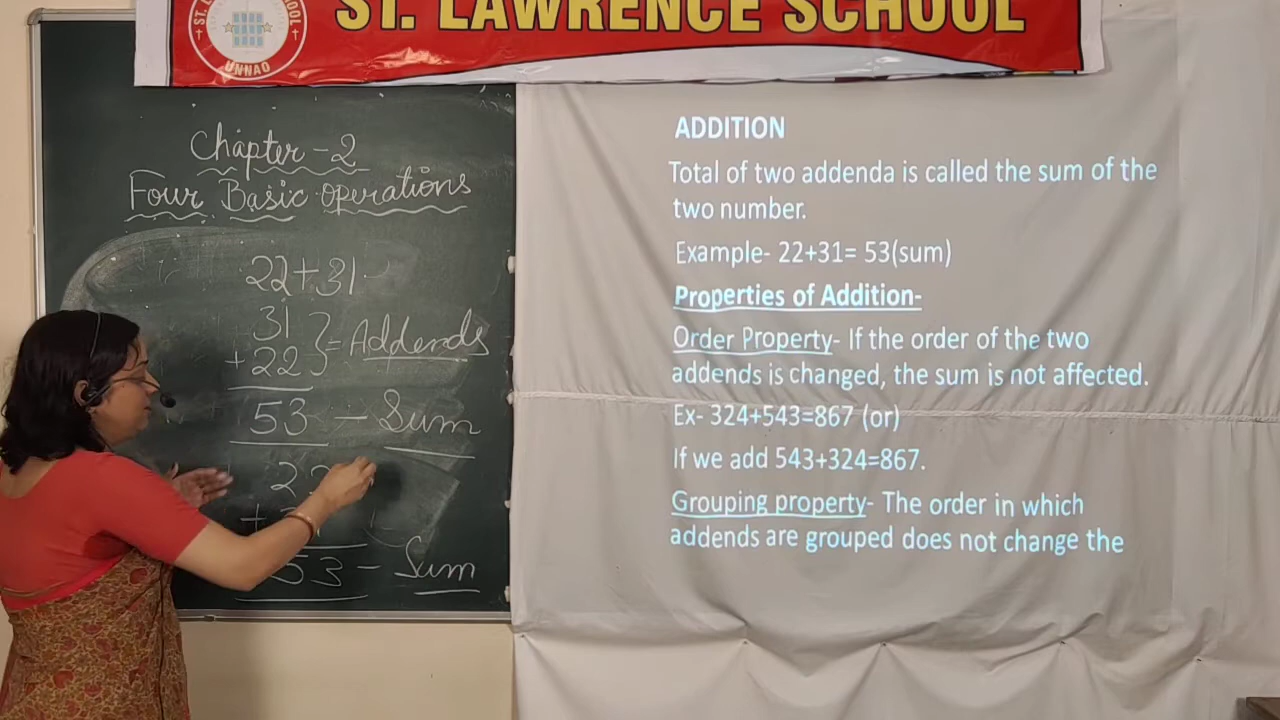 ST. LAWRENCE SCHOOL
UNNAO
Chapter - 2
Four Basic Operations
22+31
31
+22 } = Addends
53 - Sum
22
+
53 - Sum
ADDITION
Total of two addenda is called the sum of the
two number.
Example- 22+31= 53(sum)
Properties of Addition-
Order Property- If the order of the two
addends is changed, the sum is not affected.
Ex- 324+543=867 (or)
If we add 543+324=867.
Grouping property- The order in which
addends are grouped does not change the